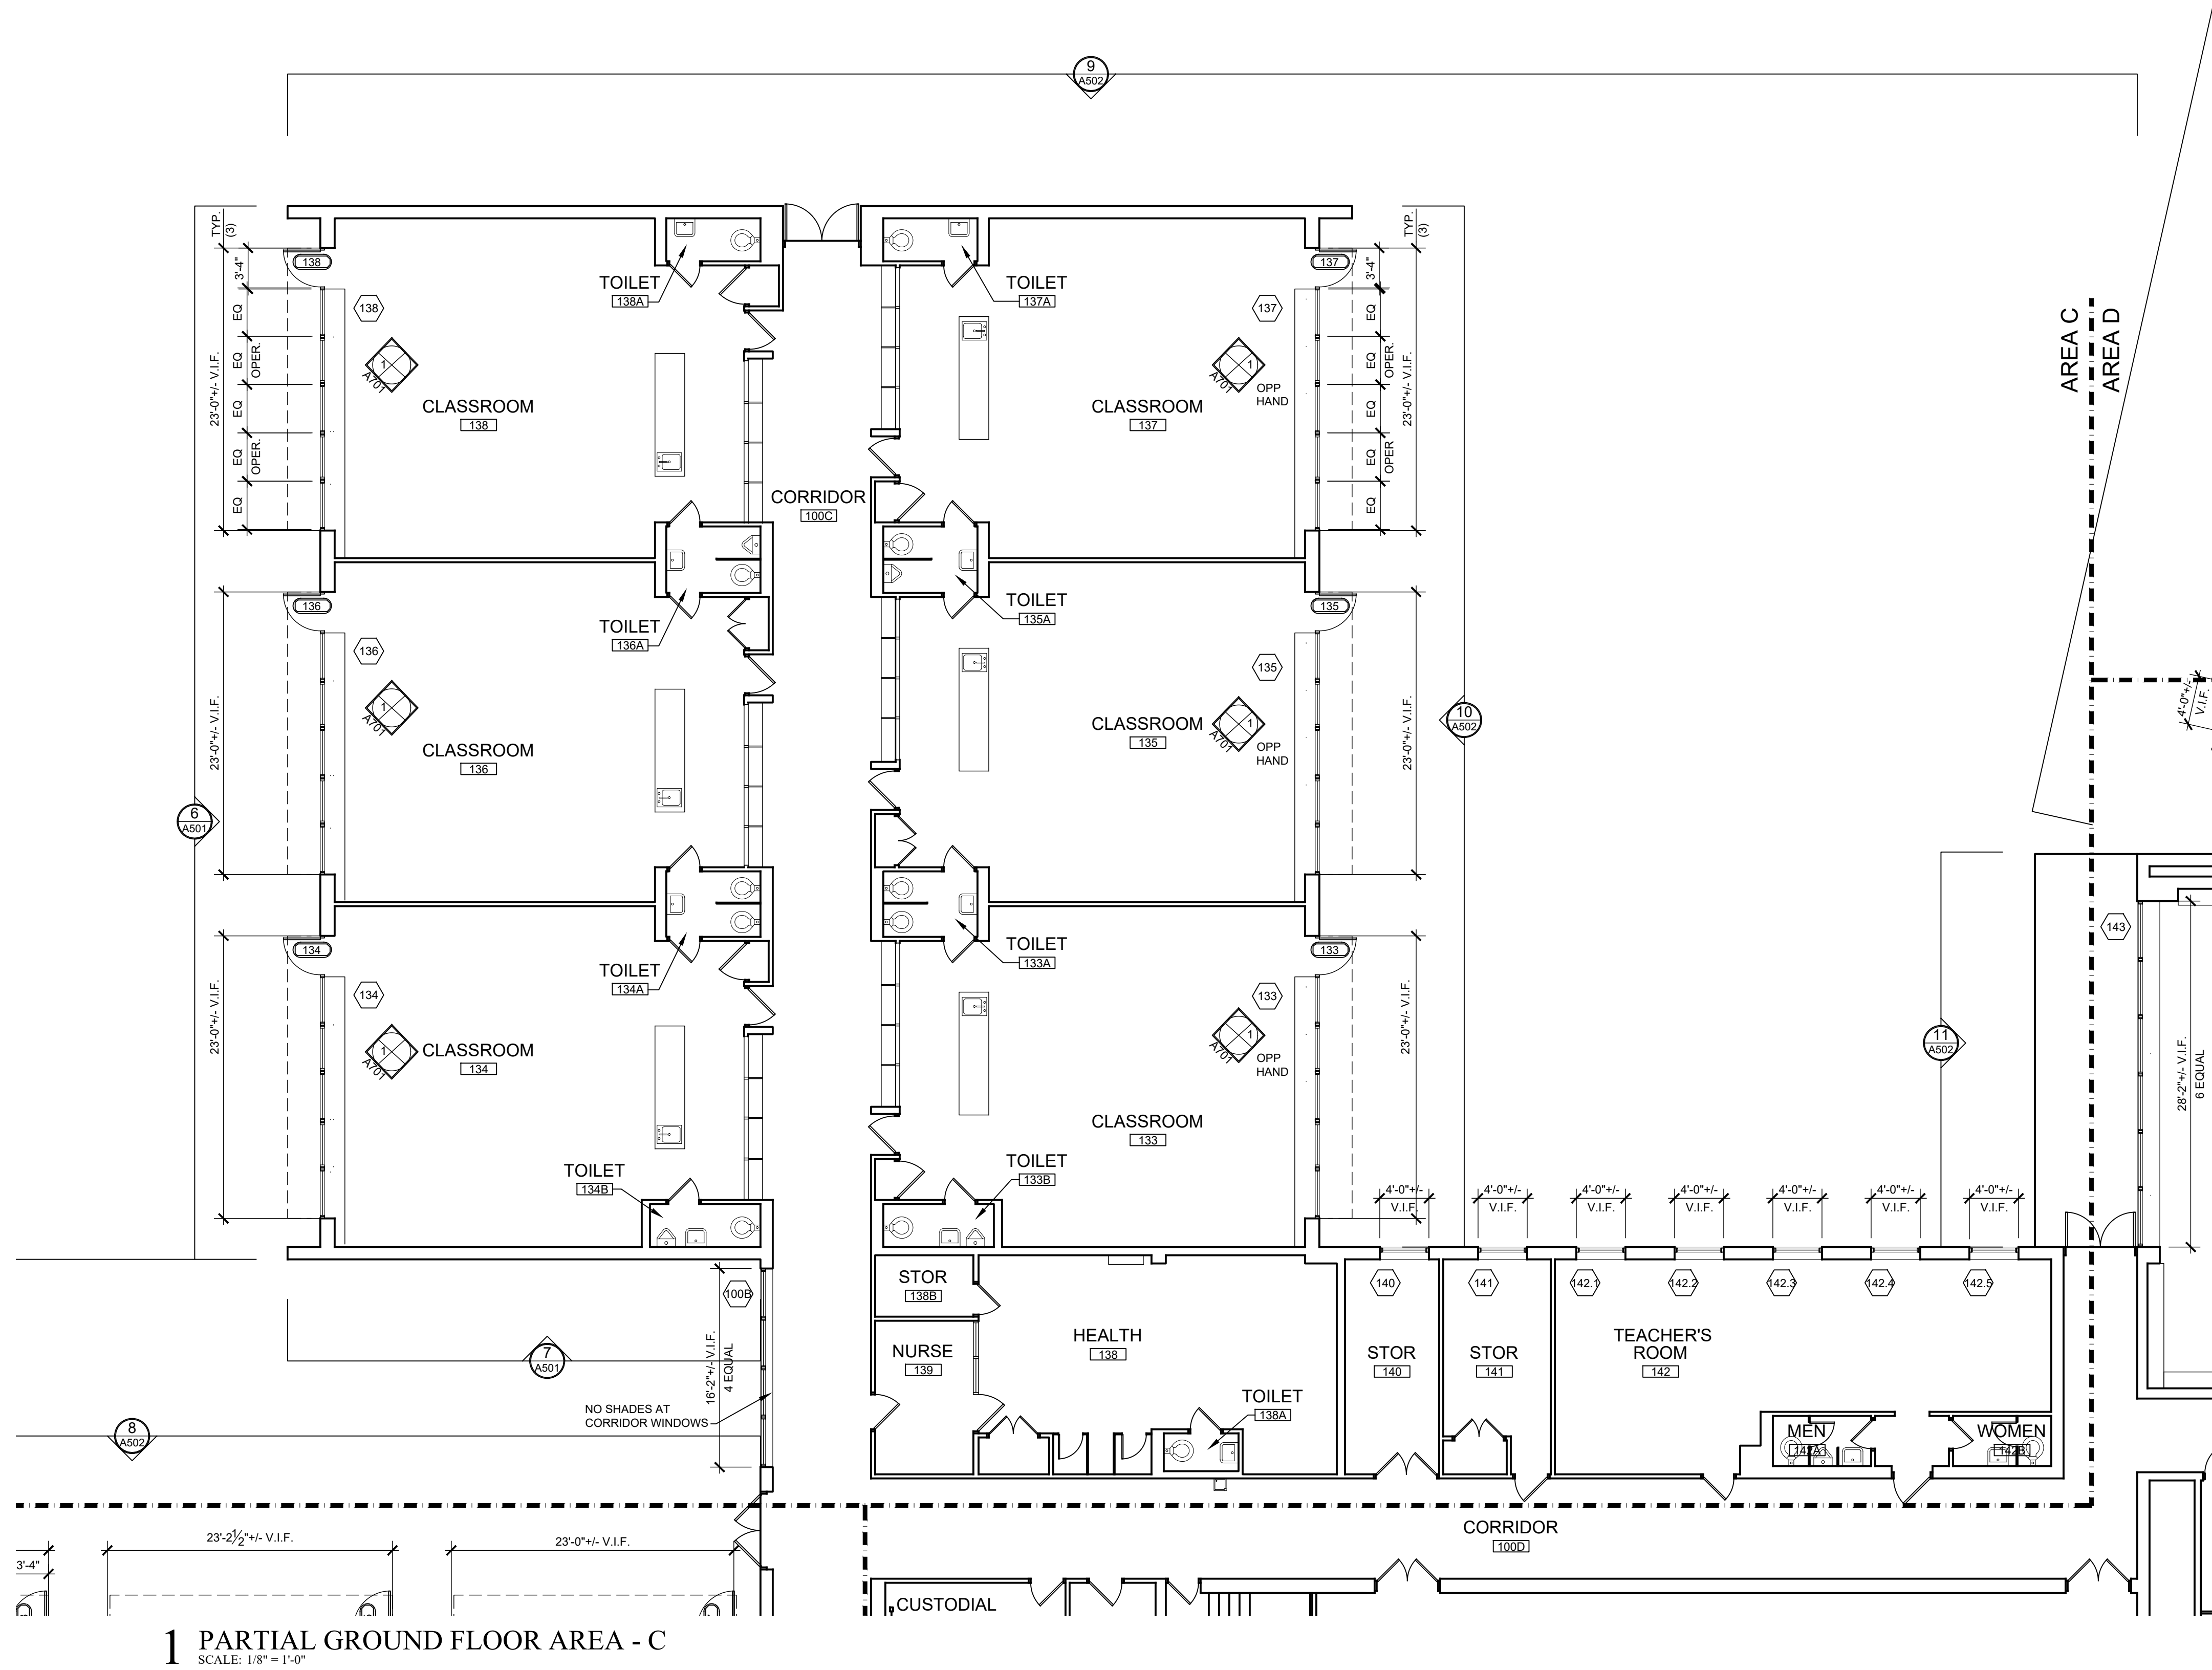 9
A502
TYP.
(3)
3'-4"
EQ
EQ
OPER.
EQ
EQ
OPER.
EQ
23'-0"+/- V.I.F.
138
138
1
A701
CLASSROOM
138
TOILET
138A
CORRIDOR
100C
TOILET
137A
CLASSROOM
137
137
137
1
A701
OPP
HAND
TYP.
(3)
3'-4"
EQ
EQ
OPER.
EQ
EQ
OPER
EQ
23'-0"+/- V.I.F.
AREA C
AREA D
4'-0"+/-
V.I.F.
136
136
1
A701
23'-0"+/- V.I.F.
CLASSROOM
136
TOILET
136A
TOILET
135A
CLASSROOM
135
135
135
1
A701
OPP
HAND
23'-0"+/- V.I.F.
10
A502
6
A501
134
134
1
A701
23'-0"+/- V.I.F.
CLASSROOM
134
TOILET
134A
TOILET
134B
TOILET
133A
CLASSROOM
133
TOILET
133B
133
133
1
A701
OPP
HAND
23'-0"+/- V.I.F.
11
A502
143
28'-2"+/- V.I.F.
6 EQUAL
4'-0"+/-
V.I.F.
4'-0"+/-
V.I.F.
4'-0"+/-
V.I.F.
4'-0"+/-
V.I.F.
4'-0"+/-
V.I.F.
4'-0"+/-
V.I.F.
4'-0"+/-
V.I.F.
140
141
142.1
142.2
142.3
142.4
142.5
100B
16'-2"+/- V.I.F.
4 EQUAL
NO SHADES AT
CORRIDOR WINDOWS
7
A501
8
A502
STOR
138B
NURSE
139
HEALTH
138
TOILET
138A
STOR
140
STOR
141
TEACHER'S
ROOM
142
MEN
142A
WOMEN
142B
CORRIDOR
100D
3'-4"
23'-2½"+/- V.I.F.
23'-0"+/- V.I.F.
CUSTODIAL
1 PARTIAL GROUND FLOOR AREA - C
SCALE: 1/8" = 1'-0"